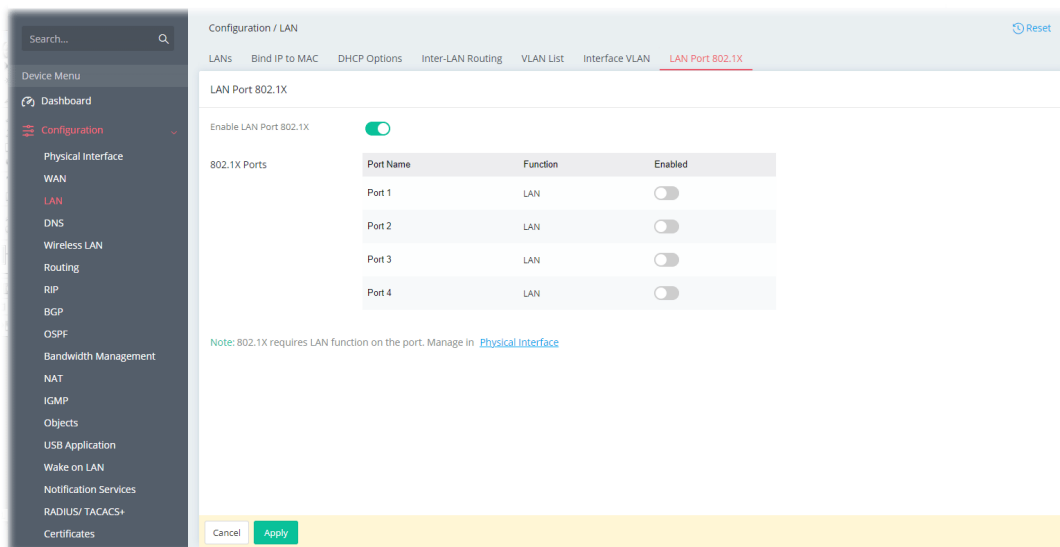 Search...
Device Menu
Dashboard
Configuration
Physical Interface
WAN
LAN
DNS
Wireless LAN
Routing
RIP
BGP
OSPF
Bandwidth Management
NAT
IGMP
Objects
USB Application
Wake on LAN
Notification Services
RADIUS/ TACACS+
Certificates
Configuration / LAN
Reset
LANs Bind IP to MAC DHCP Options Inter-LAN Routing VLAN List Interface VLAN LAN Port 802.1X
LAN Port 802.1X
Enable LAN Port 802.1X
802.1X Ports
Port Name Function Enabled
Port 1 LAN
Port 2 LAN
Port 3 LAN
Port 4 LAN
Note: 802.1X requires LAN function on the port. Manage in Physical Interface
Cancel Apply